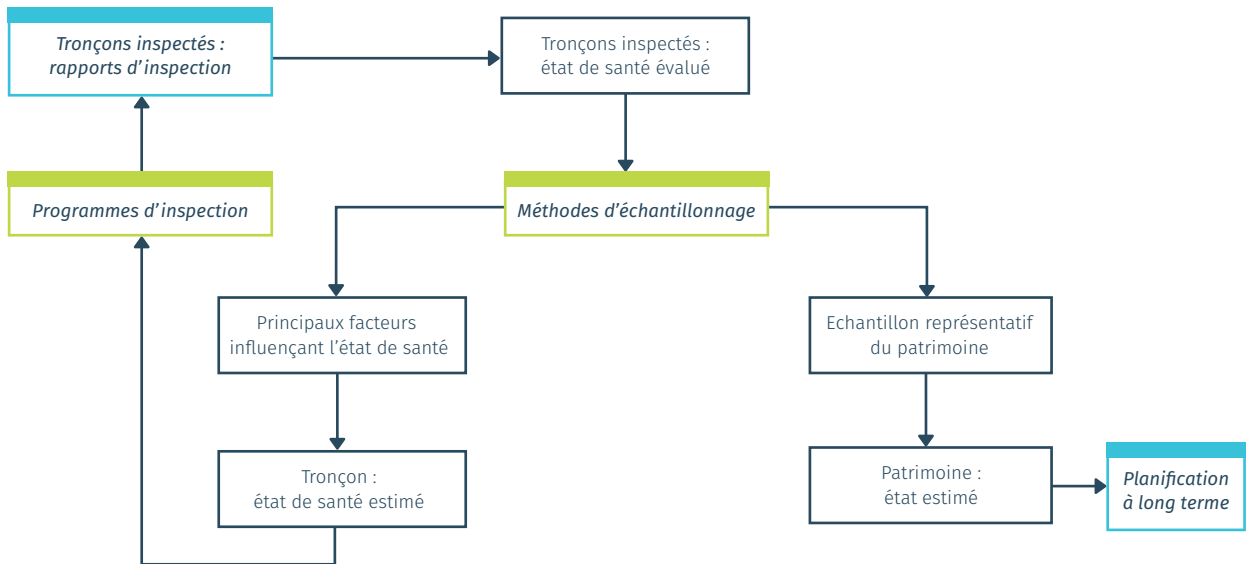 Tronçons inspectés :
rapports d'inspection
Tronçons inspectés :
état de santé évalué
Programmes d'inspection
Méthodes d'échantillonnage
Principaux facteurs
influençant l'état de santé
Echantillon représentatif
du patrimoine
Tronçon :
état de santé estimé
Patrimoine :
état estimé
Planification
à long terme